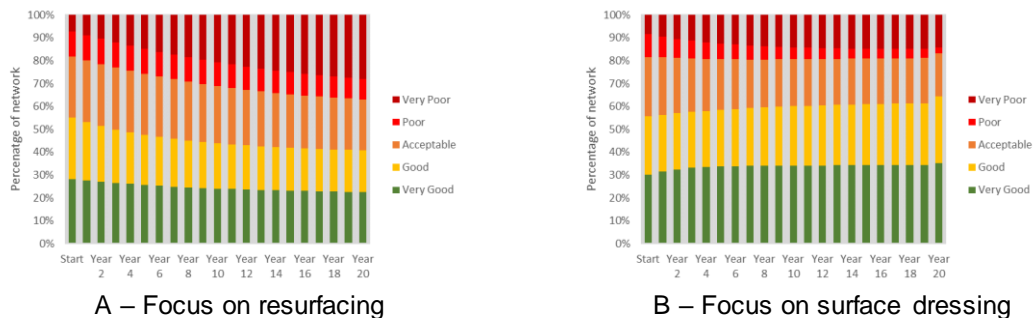 100%
90%
80%
70%
60%
50%
40%
30%
20%
10%
0%
Percenatge of network
Start Year Year Year Year Year Year Year Year Year Year
2 4 6 8 10 12 14 16 18 20
Very Poor
Poor
Acceptable
Good
Very Good
A – Focus on resurfacing
100%
90%
80%
70%
60%
50%
40%
30%
20%
10%
0%
Percentage of network
Start Year Year Year Year Year Year Year Year Year Year
2 4 6 8 10 12 14 16 18 20
Very Poor
Poor
Acceptable
Good
Very Good
B – Focus on surface dressing